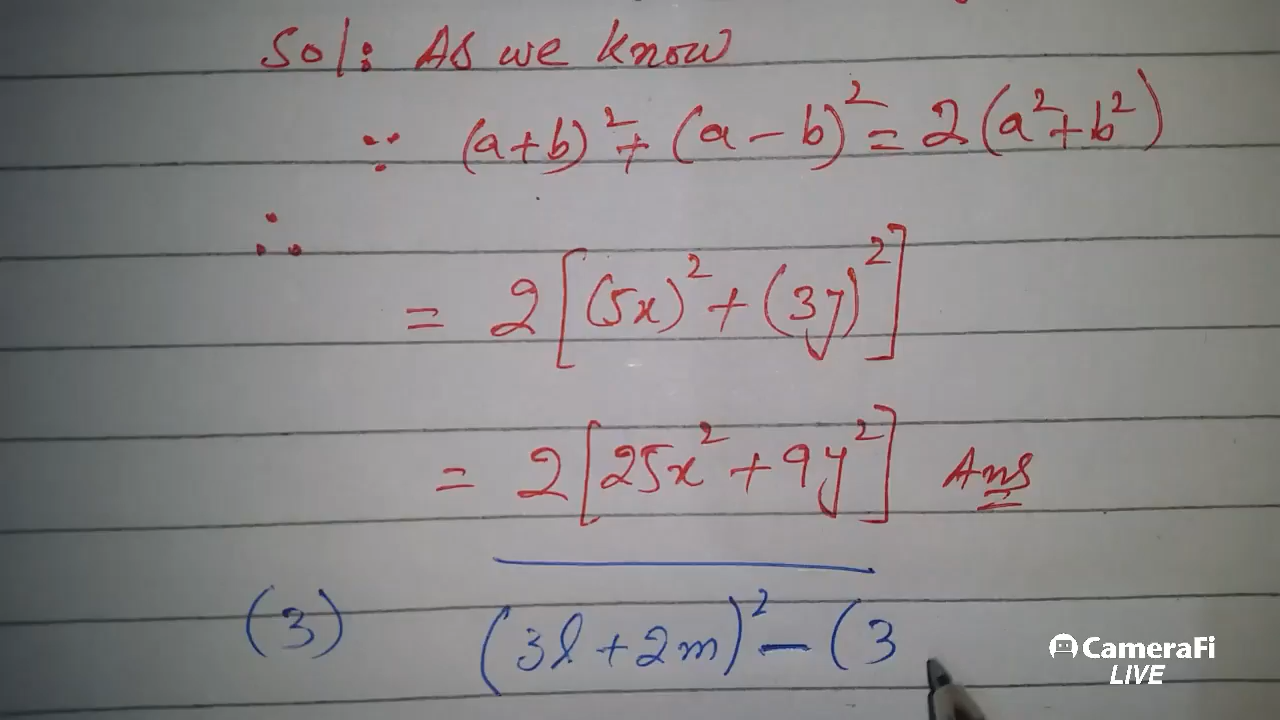 Sol: As we know
∵ (a+b)² + (a-b)² = 2(a²+b²)
∴
= 2[(5x)² + (3y)²]
= 2[25x² + 9y²] Ans
(3) (3l+2m)² - (3
CameraFi
LIVE